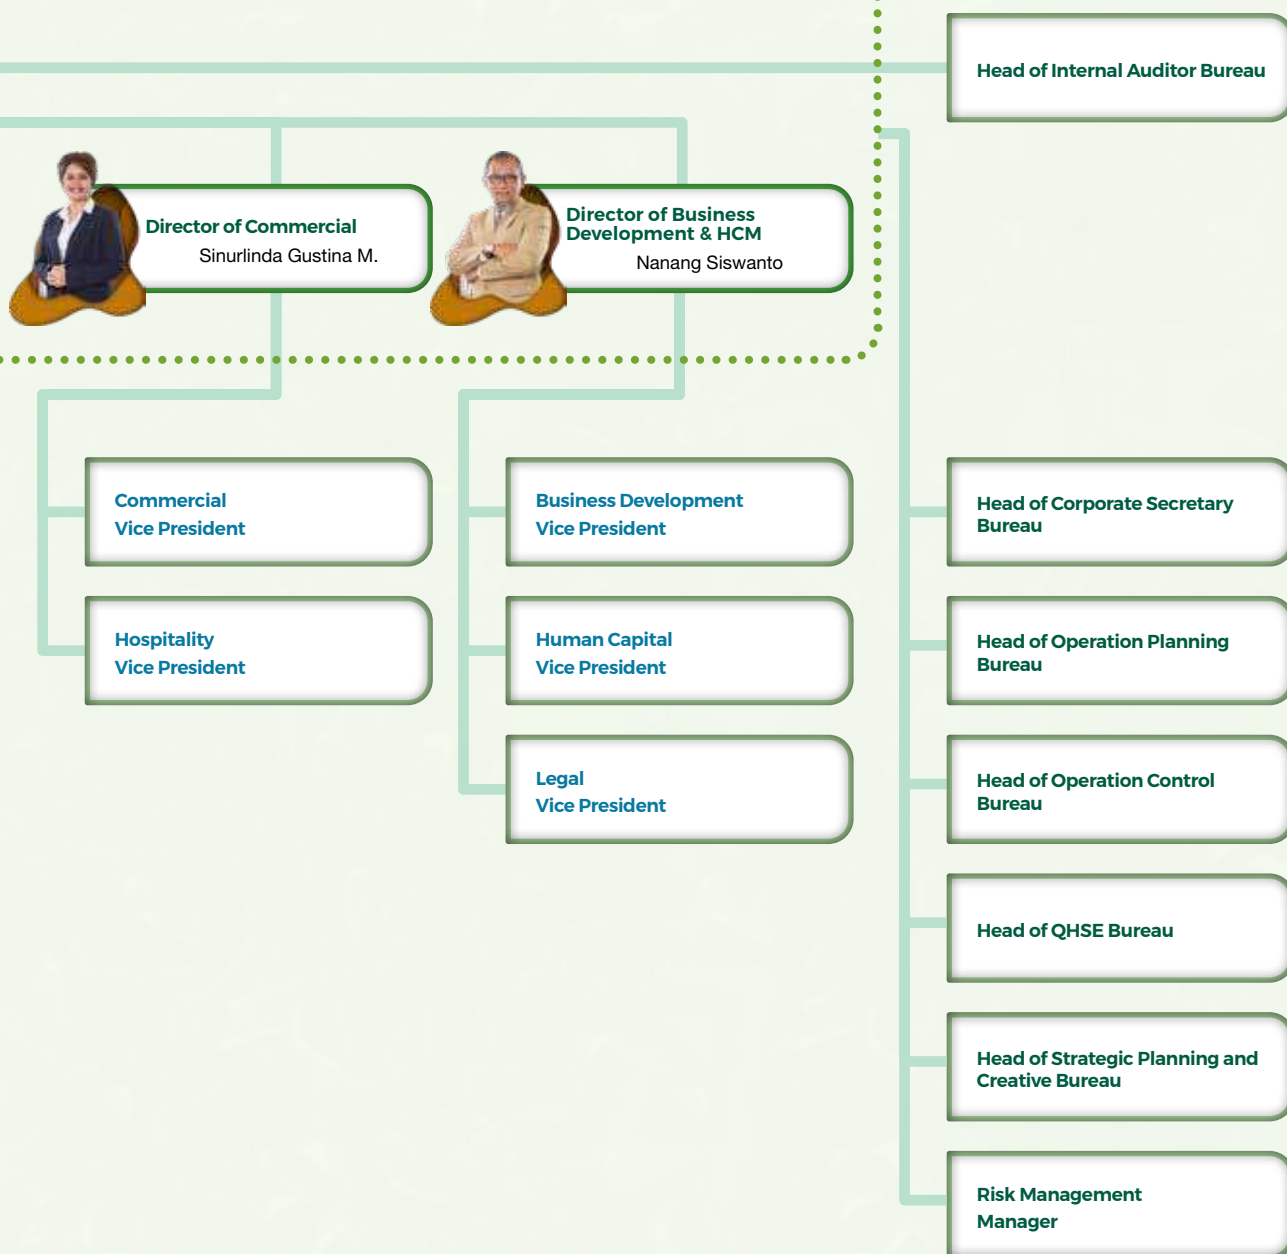 Head of Internal Auditor Bureau
Director of Commercial
Sinurlinda Gustina M.
Director of Business
Development & HCM
Nanang Siswanto
Commercial
Vice President
Hospitality
Vice President
Business Development
Vice President
Human Capital
Vice President
Legal
Vice President
Head of Corporate Secretary
Bureau
Head of Operation Planning
Bureau
Head of Operation Control
Bureau
Head of QHSE Bureau
Head of Strategic Planning and
Creative Bureau
Risk Management
Manager